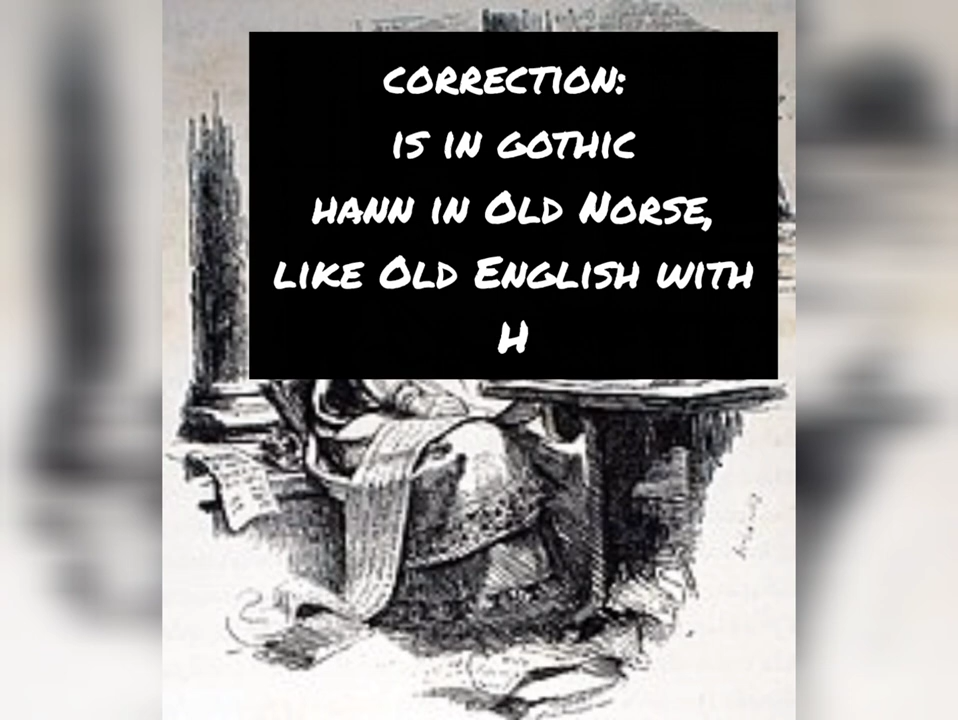 CORRECTION:
IS IN GOTHIC
HANN IN OLD NORSE,
LIKE OLD ENGLISH WITH
H